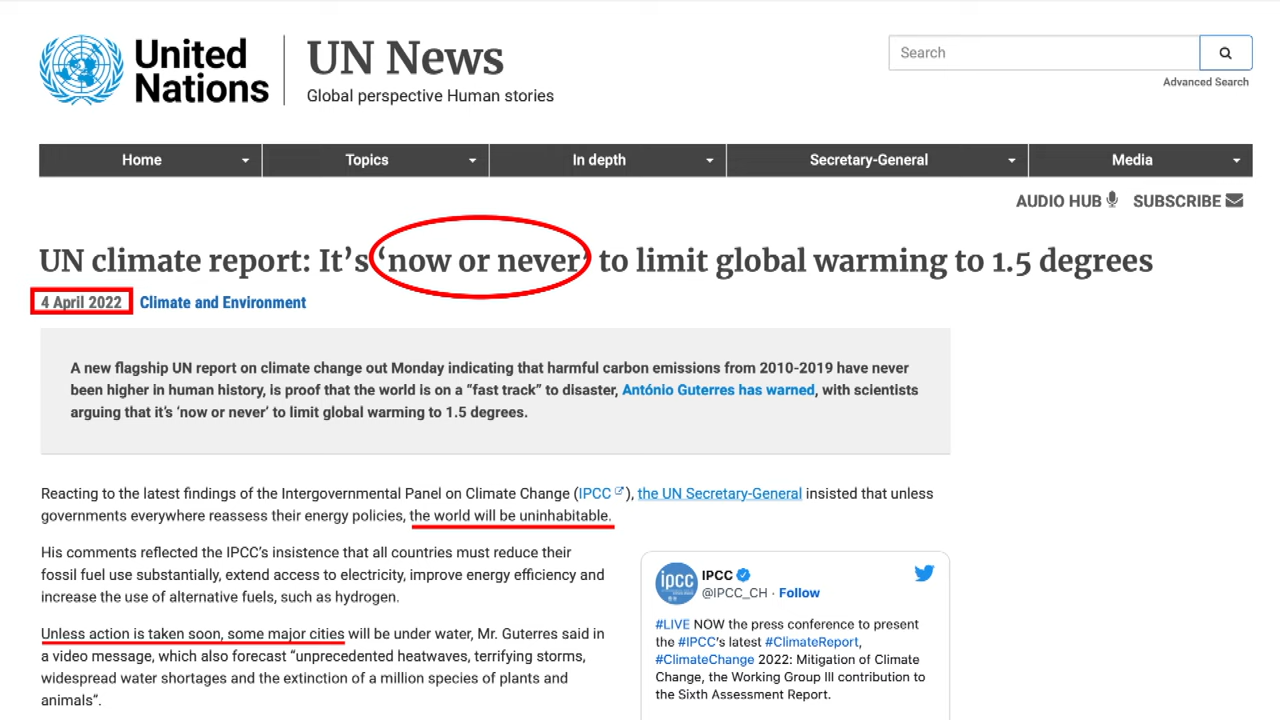 United
Nations
UN News
Global perspective Human stories
Search
Advanced Search
Home
Topics
In depth
Secretary-General
Media
AUDIO HUB
SUBSCRIBE
UN climate report: It’s ‘now or never’ to limit global warming to 1.5 degrees
4 April 2022 Climate and Environment
A new flagship UN report on climate change out Monday indicating that harmful carbon emissions from 2010-2019 have never
been higher in human history, is proof that the world is on a “fast track” to disaster, António Guterres has warned, with scientists
arguing that it’s ‘now or never’ to limit global warming to 1.5 degrees.
Reacting to the latest findings of the Intergovernmental Panel on Climate Change (IPCC), the UN Secretary-General insisted that unless
governments everywhere reassess their energy policies, the world will be uninhabitable.
His comments reflected the IPCC’s insistence that all countries must reduce their
fossil fuel use substantially, extend access to electricity, improve energy efficiency and
increase the use of alternative fuels, such as hydrogen.
Unless action is taken soon, some major cities will be under water, Mr. Guterres said in
a video message, which also forecast “unprecedented heatwaves, terrifying storms,
widespread water shortages and the extinction of a million species of plants and
animals”.
ipcc
IPCC
@IPCC_CH · Follow
#LIVE NOW the press conference to present
the #IPCC’s latest #ClimateReport,
#ClimateChange 2022: Mitigation of Climate
Change, the Working Group III contribution to
the Sixth Assessment Report.